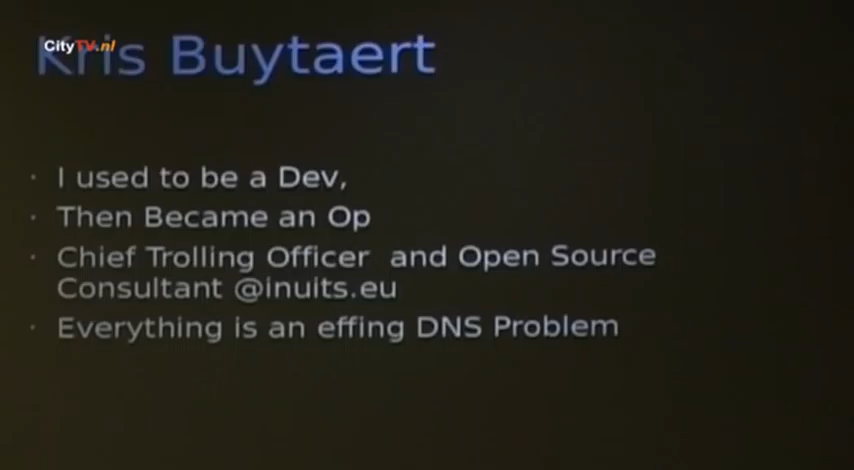 CityTV.nl
Kris Buytaert
· I used to be a Dev,
· Then Became an Op
· Chief Trolling Officer and Open Source
Consultant @inuits.eu
· Everything is an effing DNS Problem